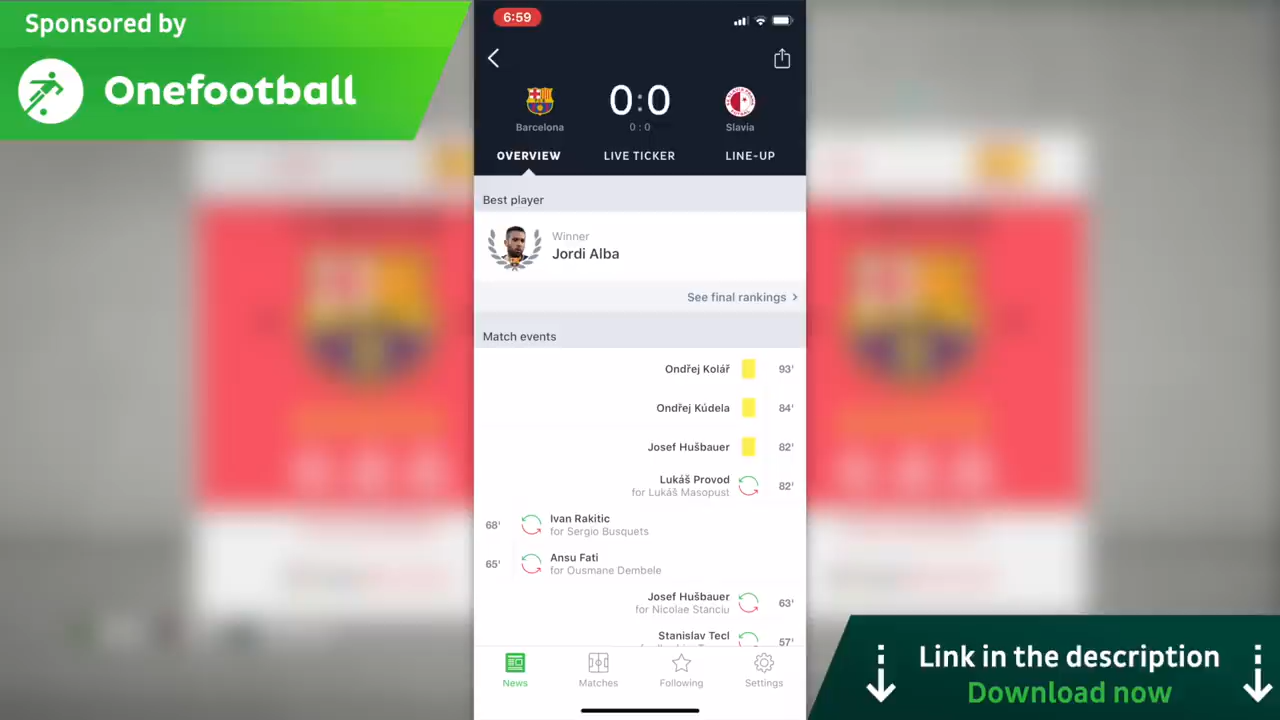 Sponsored by
Onefootball
6:59
0:0
Barcelona
0 : 0
Slavia
OVERVIEW
LIVE TICKER
LINE-UP
Best player
Winner
Jordi Alba
See final rankings
Match events
Ondřej Kolář 93'
Ondřej Kúdela 84'
Josef Hušbauer 82'
Lukáš Provod 82'
for Lukáš Masopust
68' Ivan Rakitic
for Sergio Busquets
65' Ansu Fati
for Ousmane Dembele
Josef Hušbauer 63'
for Nicolae Stanciu
Stanislav Tecl 57'
News
Matches
Following
Settings
Link in the description
Download now